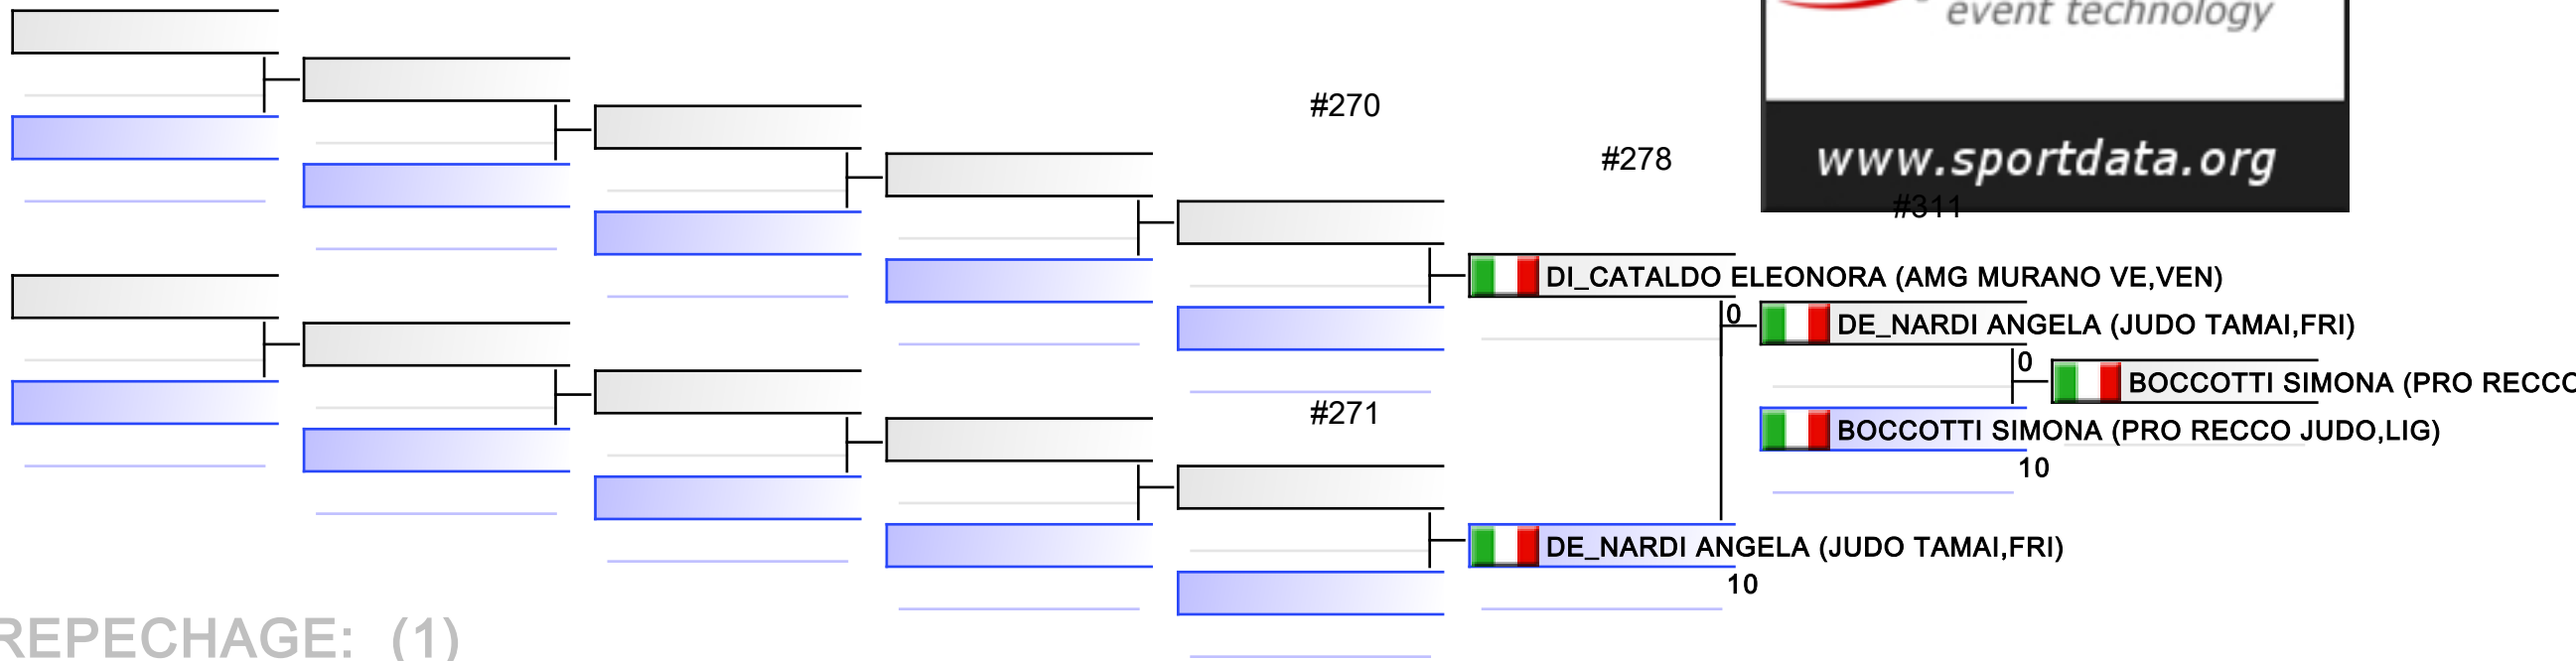 event technology
#270
#278
www.sportdata.org
#311
DI_CATALDO ELEONORA (AMG MURANO VE,VEN)
0
DE_NARDI ANGELA (JUDO TAMAI,FRI)
0
BOCCOTTI SIMONA (PRO RECCO
#271
BOCCOTTI SIMONA (PRO RECCO JUDO,LIG)
10
DE_NARDI ANGELA (JUDO TAMAI,FRI)
10
REPECHAGE: (1)